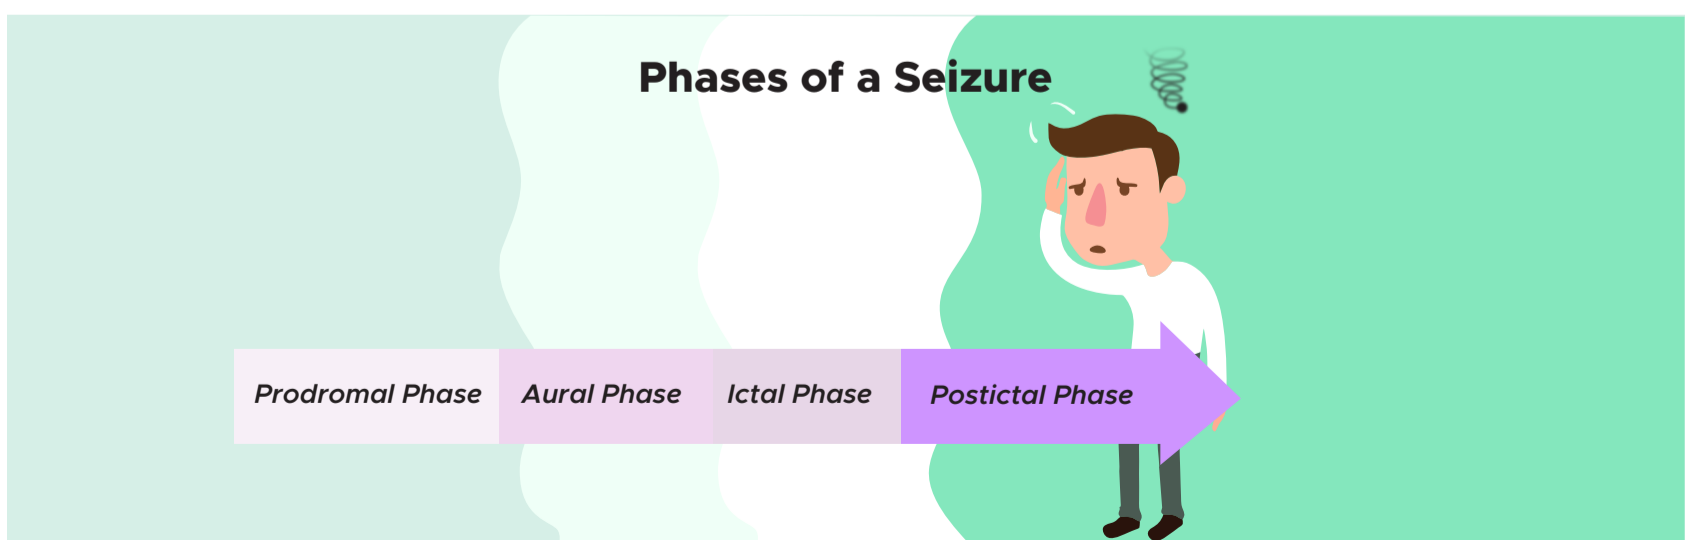 Phases of a Seizure
Prodromal Phase
Aural Phase
Ictal Phase
Postictal Phase